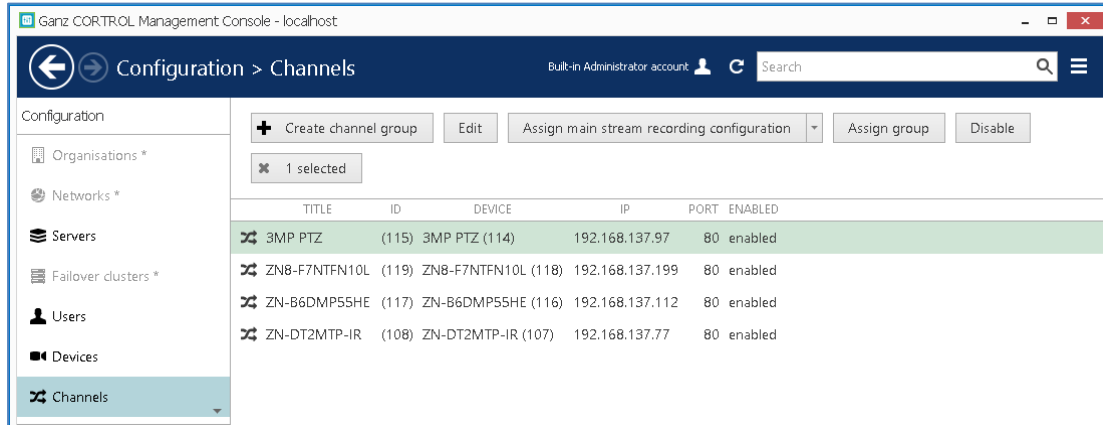 Ganz CORTROL Management Console - localhost
Configuration > Channels
Built-in Administrator account
Search
Configuration
Organisations *
Networks *
Servers
Failover clusters *
Users
Devices
Channels
Create channel group Edit Assign main stream recording configuration Assign group Disable
1 selected
TITLE ID DEVICE IP PORT ENABLED
3MP PTZ (115) 3MP PTZ (114) 192.168.137.97 80 enabled
ZN8-F7NTFN10L (119) ZN8-F7NTFN10L (118) 192.168.137.199 80 enabled
ZN-B6DMP55HE (117) ZN-B6DMP55HE (116) 192.168.137.112 80 enabled
ZN-DT2MTP-IR (108) ZN-DT2MTP-IR (107) 192.168.137.77 80 enabled